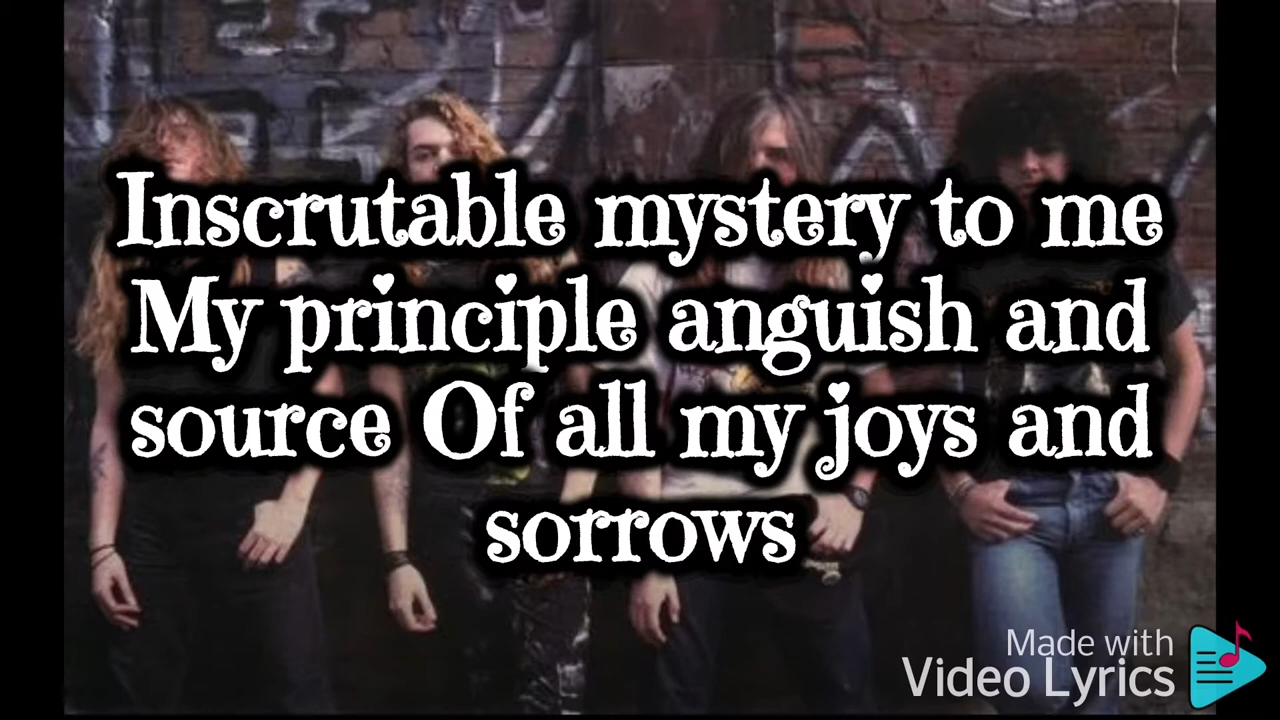 Inscrutable mystery to me
My principle anguish and
source Of all my joys and
sorrows
Made with
Video Lyrics